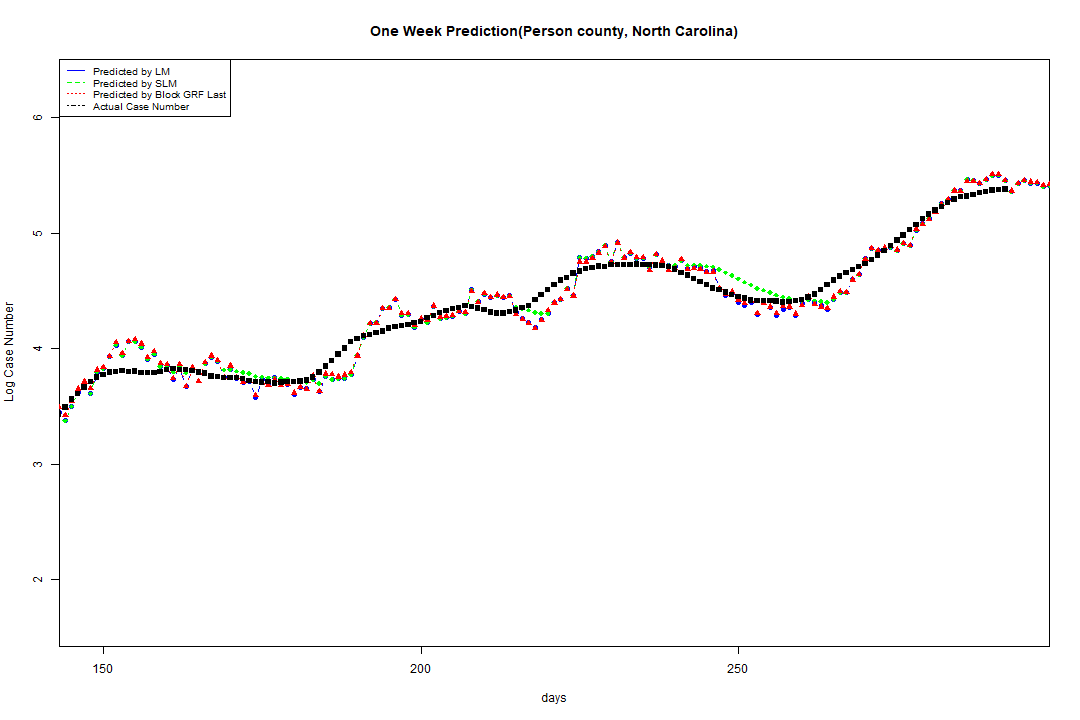 One Week Prediction(Person county, North Carolina)
Predicted by LM
Predicted by SLM
Predicted by Block GRF Last
Actual Case Number
6
5
4
3
2
Log Case Number
150 200 250
days